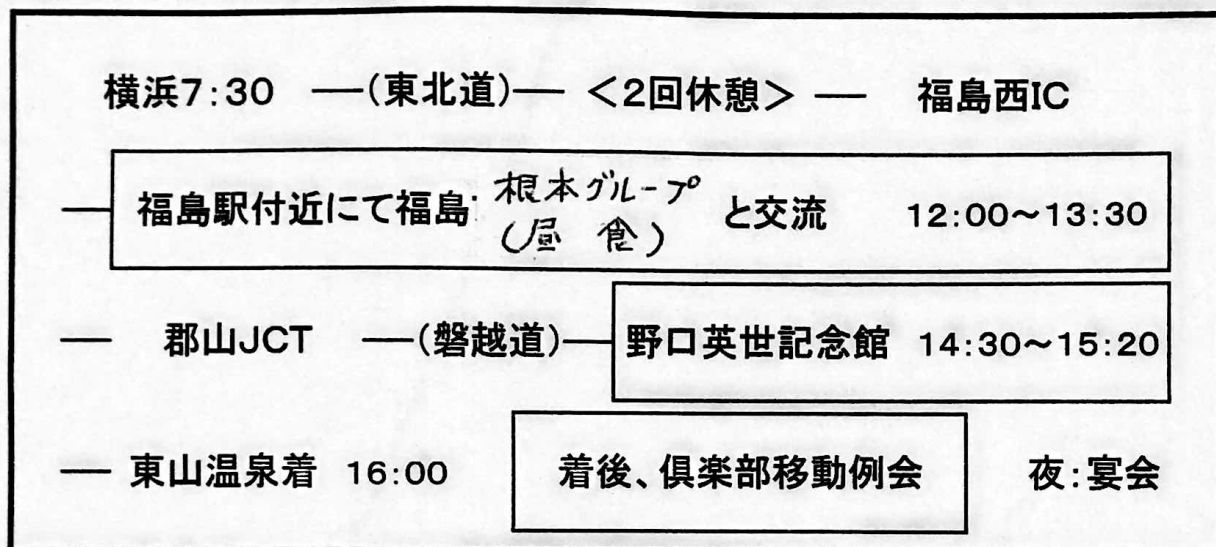 横浜7:30 ―(東北道)― <2回休憩> ― 福島西IC
― 福島駅付近にて福島 根本グループ と交流 12:00~13:30
(昼食)
― 郡山JCT ―(磐越道)― 野口英世記念館 14:30~15:20
― 東山温泉着 16:00 着後、倶楽部移動例会 夜:宴会